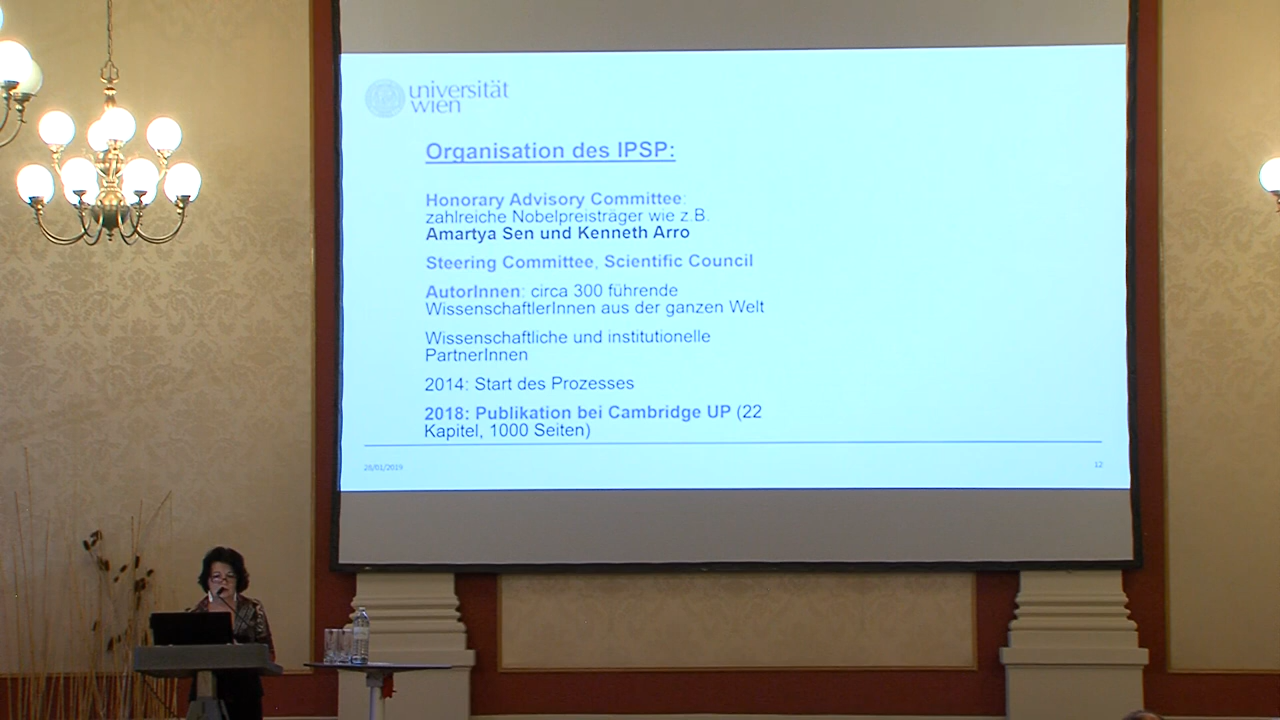 universität
wien
Organisation des IPSP:
Honorary Advisory Committee:
zahlreiche Nobelpreisträger wie z.B.
Amartya Sen und Kenneth Arro
Steering Committee, Scientific Council
AutorInnen: circa 300 führende
WissenschaftlerInnen aus der ganzen Welt
Wissenschaftliche und institutionelle
PartnerInnen
2014: Start des Prozesses
2018: Publikation bei Cambridge UP (22
Kapitel, 1000 Seiten)
28/01/2019
12